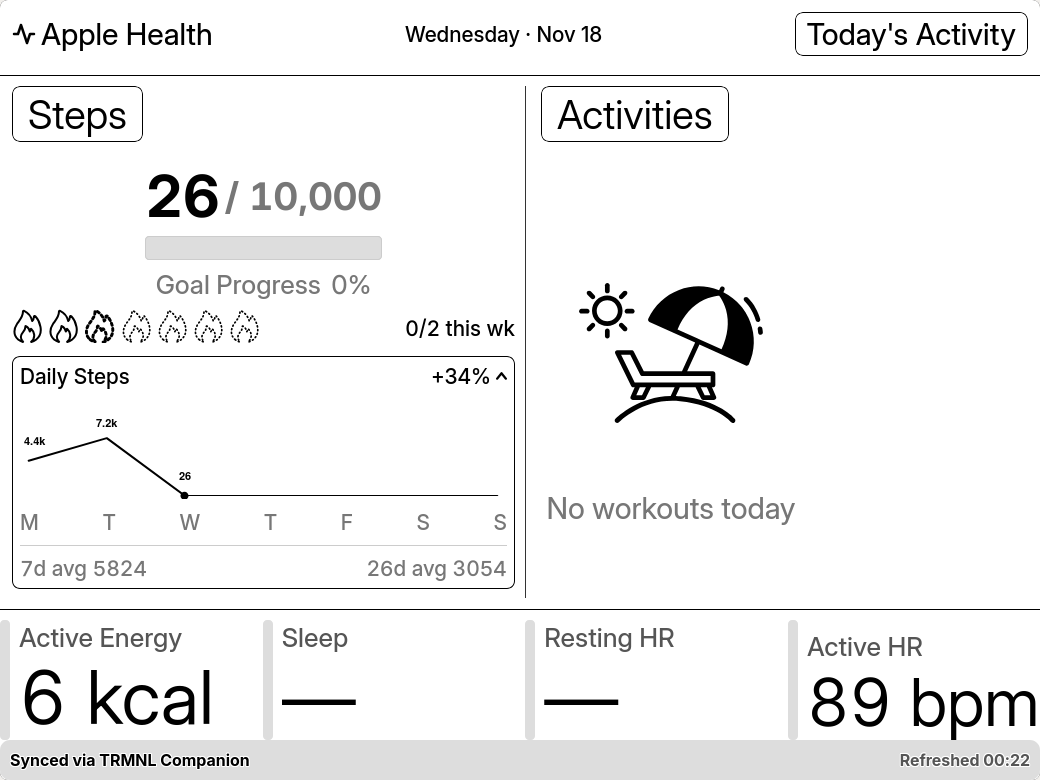 Apple Health
Wednesday · Nov 18
Today's Activity
Steps
26 / 10,000
Goal Progress 0%
0/2 this wk
Daily Steps
+34%
4.4k
7.2k
26
M T W T F S S
7d avg 5824
26d avg 3054
Activities
No workouts today
Active Energy
6 kcal
Sleep
—
Resting HR
—
Active HR
89 bpm
Synced via TRMNL Companion
Refreshed 00:22